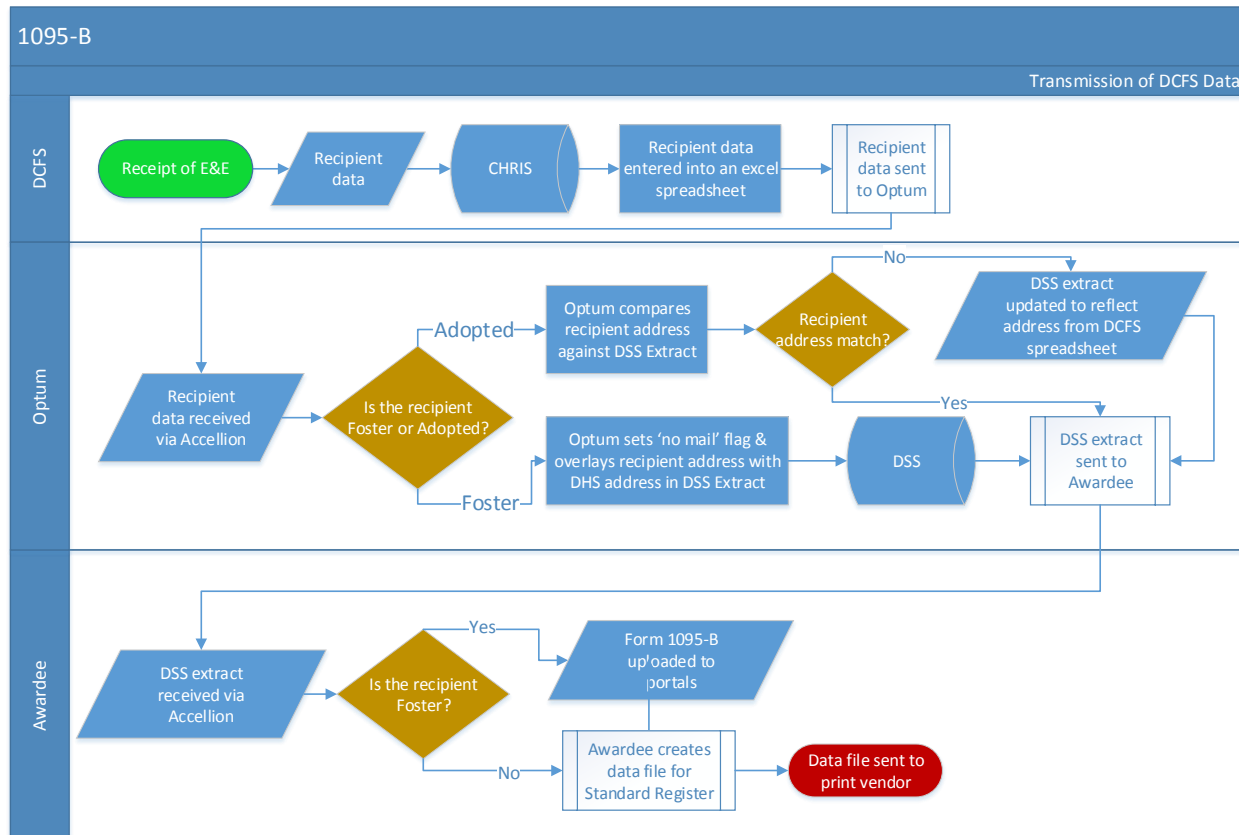 1095-B
Transmission of DCFS Data
DCFS
Receipt of E&E
Recipient
data
CHRIS
Recipient data
entered into an excel
spreadsheet
Recipient
data sent
to Optum
Optum
Recipient
data received
via Accellion
Is the recipient
Foster or Adopted?
Adopted
Optum compares
recipient address
against DSS Extract
Recipient
address match?
No
DSS extract
updated to reflect
address from DCFS
spreadsheet
Yes
Foster
Optum sets ‘no mail’ flag &
overlays recipient address with
DHS address in DSS Extract
DSS
DSS extract
sent to
Awardee
Awardee
DSS extract
received via
Accellion
Is the recipient
Foster?
Yes
Form 1095-B
uploaded to
portals
No
Awardee creates
data file for
Standard Register
Data file sent to
print vendor